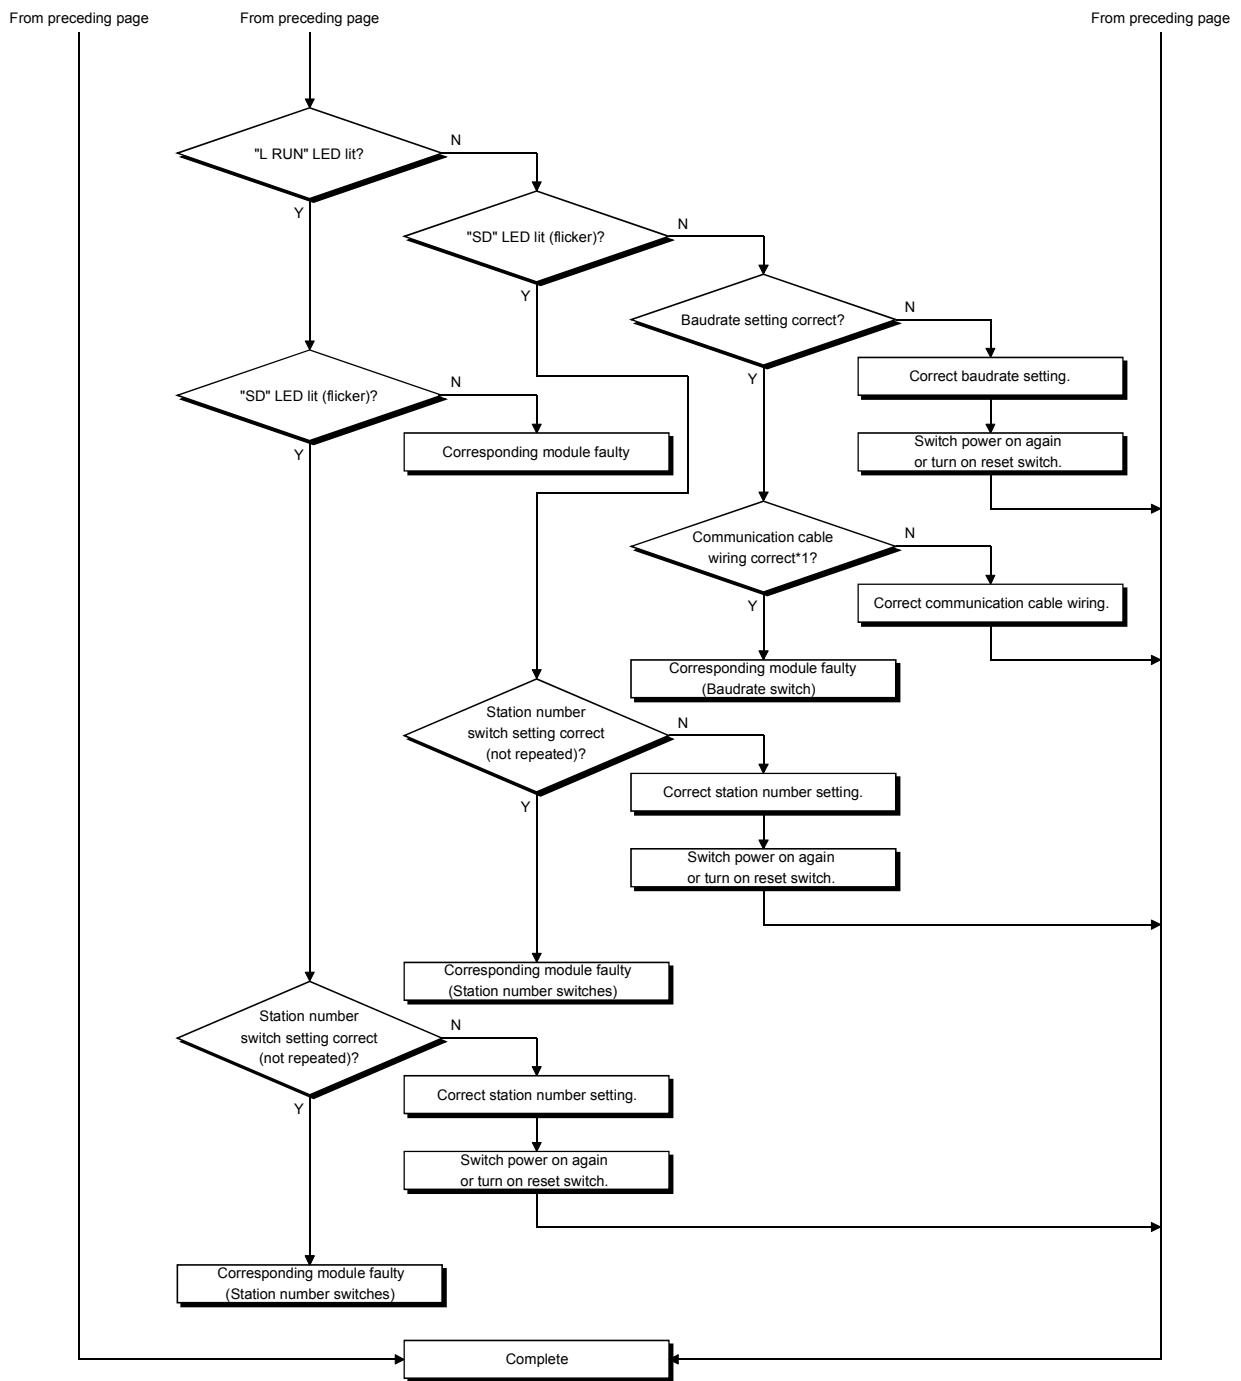 From preceding page
From preceding page
From preceding page
N
"L RUN" LED lit?
Y
N
"SD" LED lit (flicker)?
Y
N
Baudrate setting correct?
Y
Correct baudrate setting.
N
"SD" LED lit (flicker)?
Y
Switch power on again
or turn on reset switch.
Corresponding module faulty
N
Communication cable
wiring correct*1?
Y
Correct communication cable wiring.
Corresponding module faulty
(Baudrate switch)
N
Station number
switch setting correct
(not repeated)?
Y
Correct station number setting.
Switch power on again
or turn on reset switch.
Corresponding module faulty
(Station number switches)
N
Station number
switch setting correct
(not repeated)?
Y
Correct station number setting.
Switch power on again
or turn on reset switch.
Corresponding module faulty
(Station number switches)
Complete